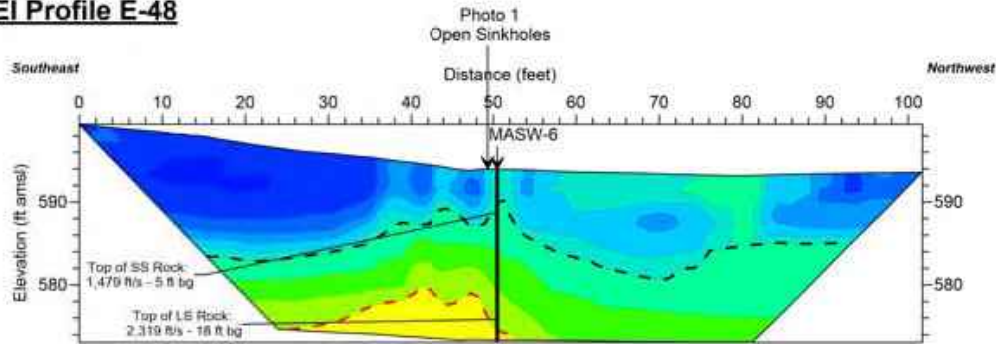 EI Profile E-48
Photo 1
Open Sinkholes
Southeast
Distance (feet)
Northwest
0 10 20 30 40 50 60 70 80 90 100
MASW-6
Elevation (ft amsl)
590
590
Top of SS Rock:
1,479 ft/s - 5 ft bg
580
580
Top of LS Rock:
2,319 ft/s - 18 ft bg